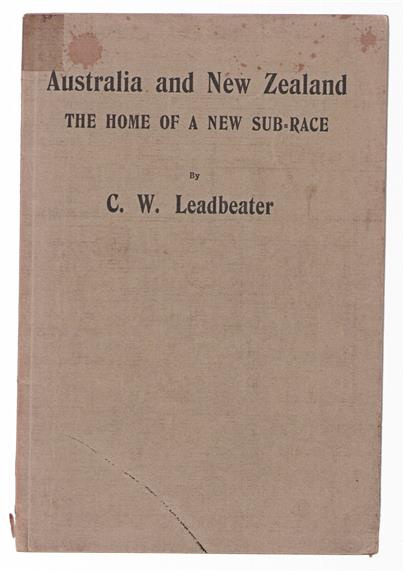 Australia and New Zealand
THE HOME OF A NEW SUB=RACE
By
C. W. Leadbeater